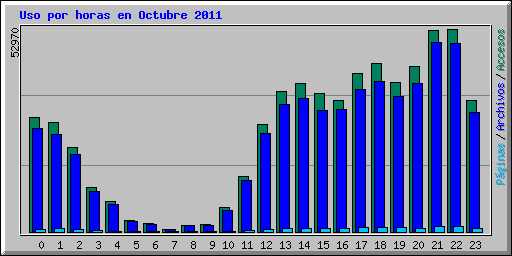 Uso por horas en Octubre 2011
52970
Páginas / Archivos / Accesos
0 1 2 3 4 5 6 7 8 9 10 11 12 13 14 15 16 17 18 19 20 21 22 23